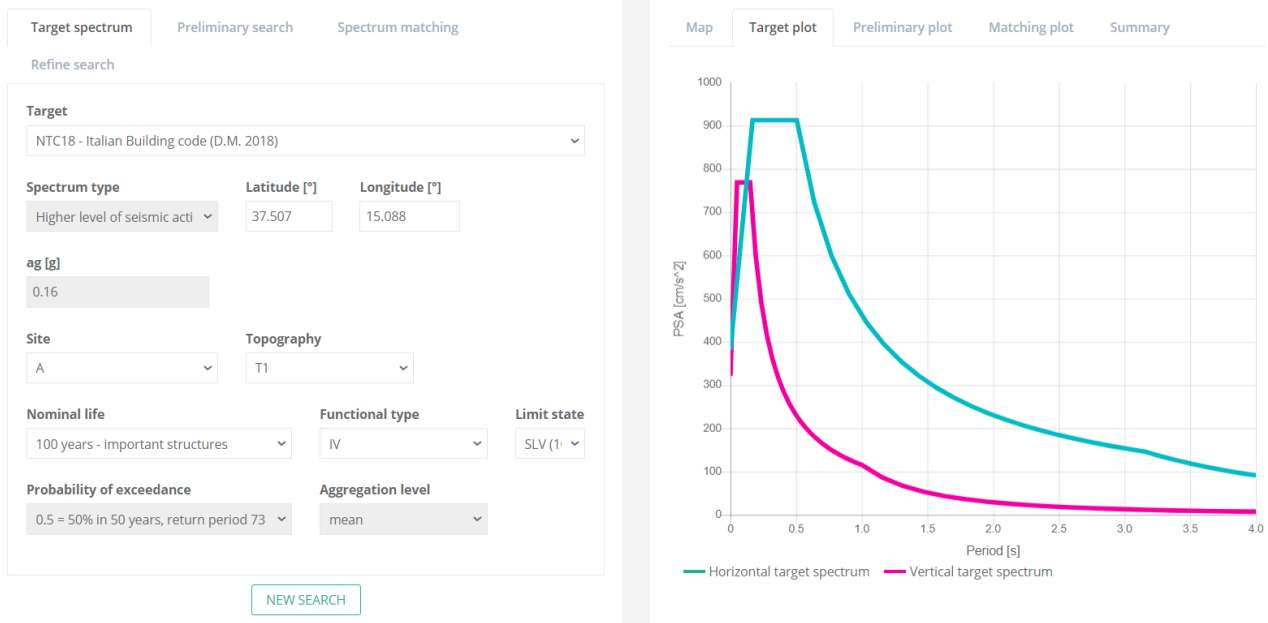 Target spectrum
Preliminary search
Spectrum matching
Refine search
Target
NTC18 - Italian Building code (D.M. 2018)
Spectrum type
Latitude [°]
Longitude [°]
Higher level of seismic acti
37.507
15.088
ag [g]
0.16
Site
Topography
A
T1
Nominal life
Functional type
Limit state
100 years - important structures
IV
SLV (1
Probability of exceedance
Aggregation level
0.5 = 50% in 50 years, return period 73
mean
NEW SEARCH
Map
Target plot
Preliminary plot
Matching plot
Summary
1000
900
800
700
600
500
400
300
200
100
0
PSA [cm/s^2]
0
0.5
1.0
1.5
2.0
2.5
3.0
3.5
4.0
Period [s]
Horizontal target spectrum
Vertical target spectrum